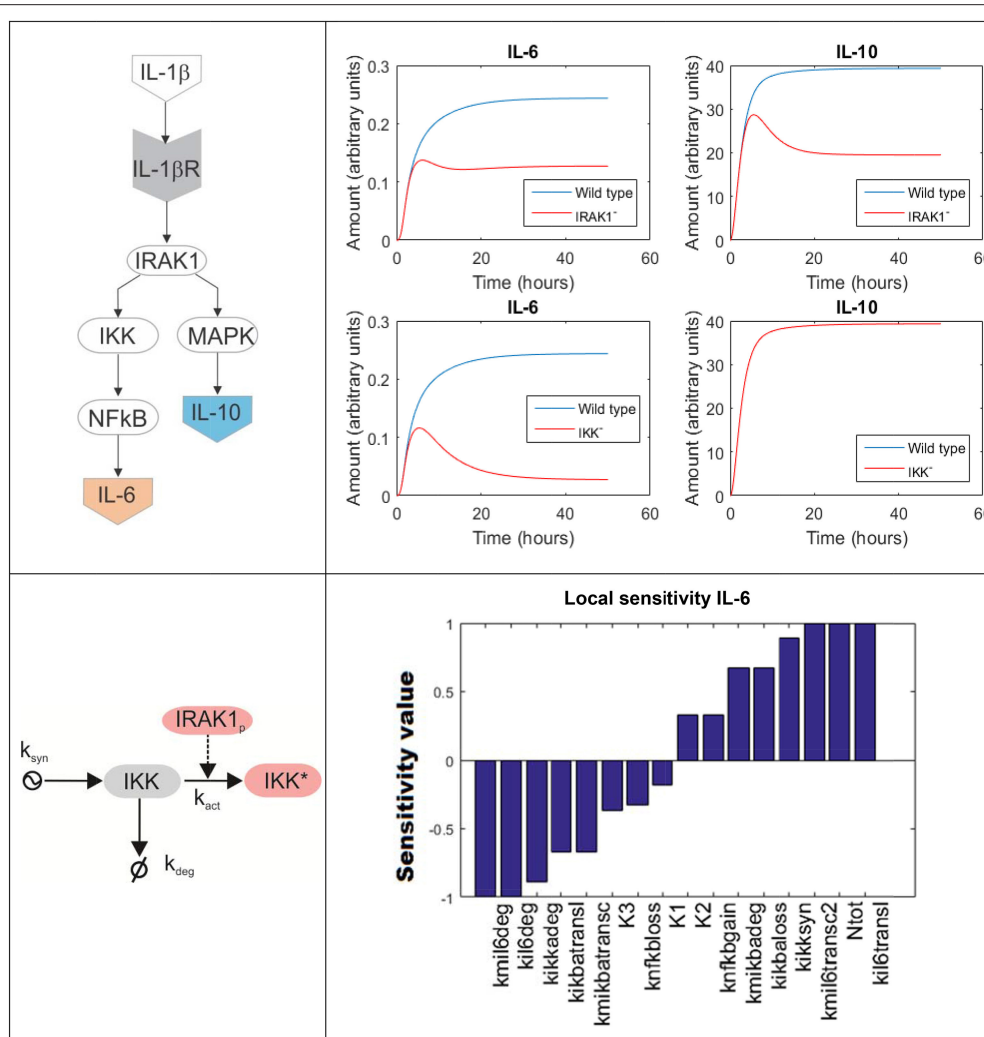 IL-1β
IL-1βR
IRAK1
IKK
MAPK
NFkB
IL-10
IL-6
IL-6
Amount (arbitrary units)
0.3
0.2
0.1
0
Wild type
IRAK1⁻
0
20
40
60
Time (hours)
IL-10
Amount (arbitrary units)
40
30
20
10
0
Wild type
IRAK1⁻
0
20
40
60
Time (hours)
IL-6
Amount (arbitrary units)
0.3
0.2
0.1
0
Wild type
IKK⁻
0
20
40
60
Time (hours)
IL-10
Amount (arbitrary units)
40
30
20
10
0
Wild type
IKK⁻
0
20
40
60
Time (hours)
IRAK1p
ksyn
IKK
IKK*
kact
kdeg
Local sensitivity IL-6
Sensitivity value
1
0.5
0
-0.5
-1
kmil6deg
kil6deg
kikkadeg
kikbatransl
kmikbatransc
K3
knfkbloss
K1
K2
knfkbgain
kmikbadeg
kikbaloss
kikksyn
kmil6transc2
Ntot
kil6transl